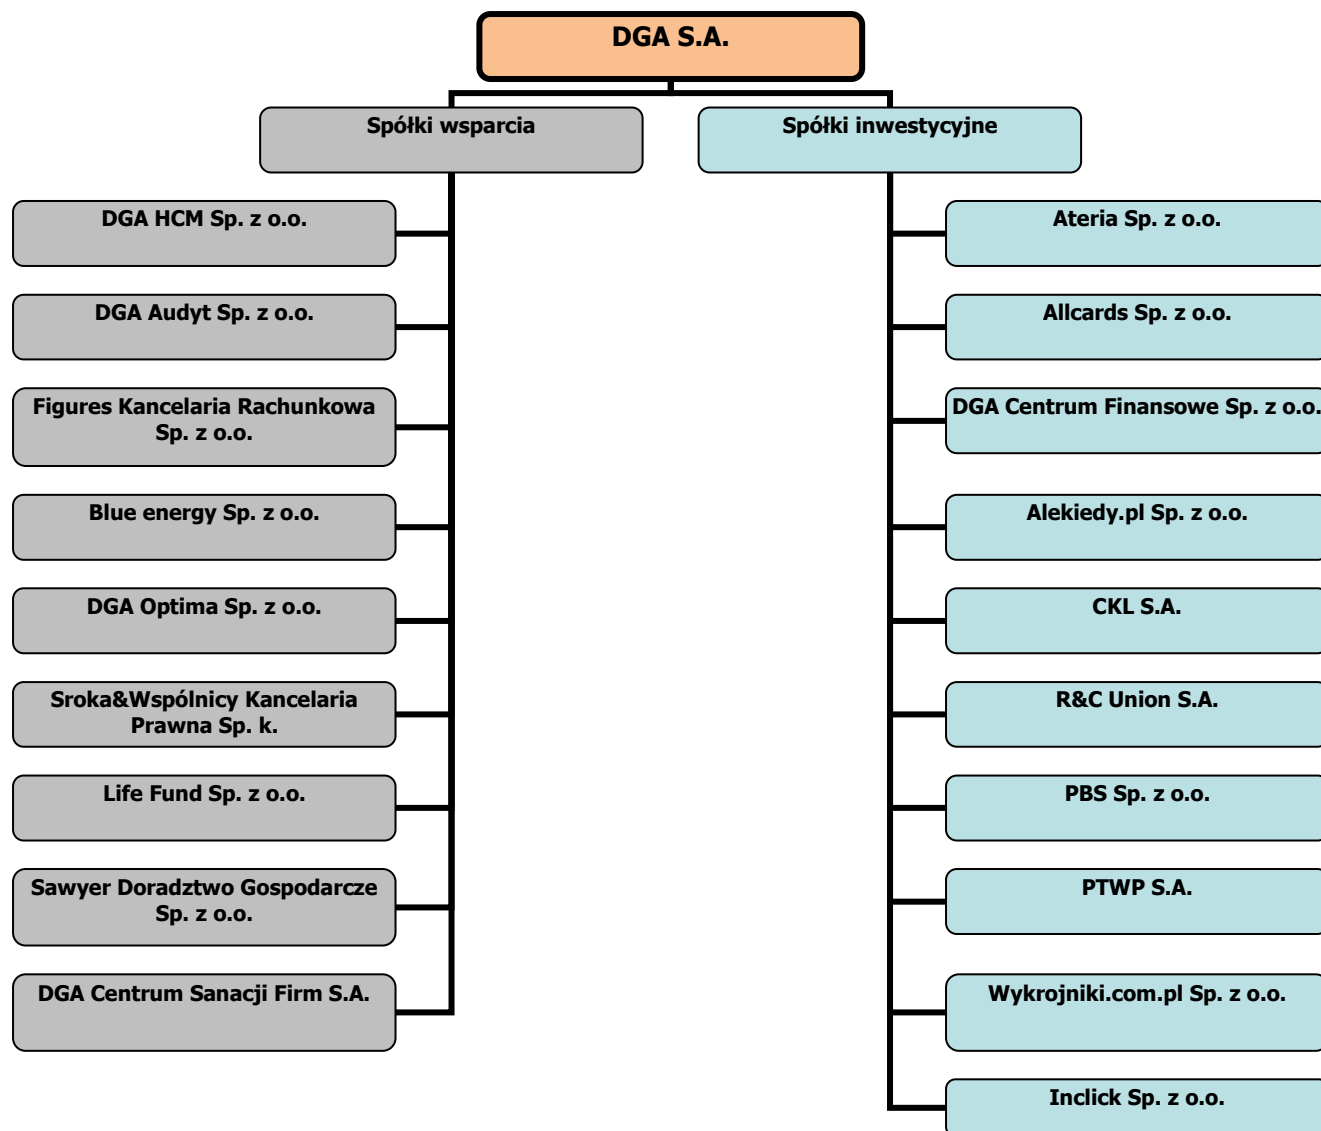 DGA S.A.
Spółki wsparcia
Spółki inwestycyjne
DGA HCM Sp. z o.o.
DGA Audyt Sp. z o.o.
Figures Kancelaria Rachunkowa
Sp. z o.o.
Blue energy Sp. z o.o.
DGA Optima Sp. z o.o.
Sroka&Wspólnicy Kancelaria
Prawna Sp. k.
Life Fund Sp. z o.o.
Sawyer Doradztwo Gospodarcze
Sp. z o.o.
DGA Centrum Sanacji Firm S.A.
Ateria Sp. z o.o.
Allcards Sp. z o.o.
DGA Centrum Finansowe Sp. z o.o.
Alekiedy.pl Sp. z o.o.
CKL S.A.
R&C Union S.A.
PBS Sp. z o.o.
PTWP S.A.
Wykrojniki.com.pl Sp. z o.o.
Inclick Sp. z o.o.